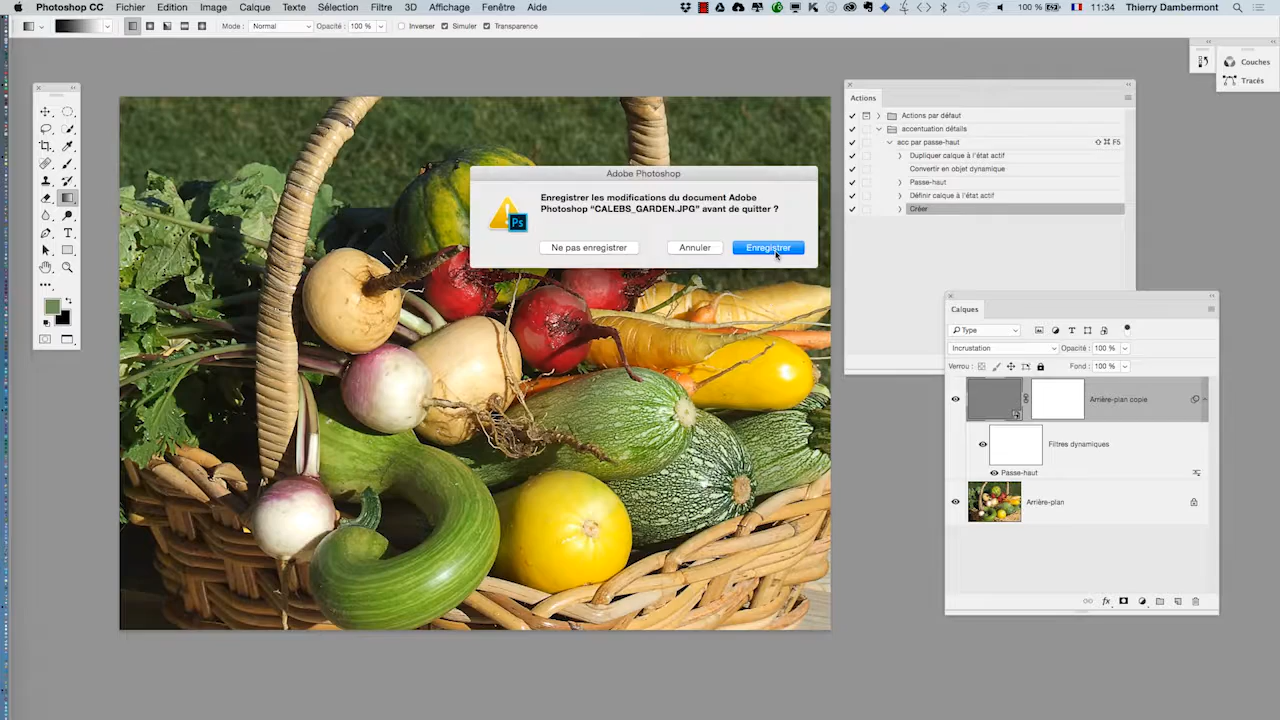 Photoshop CC Fichier Edition Image Calque Texte Sélection Filtre 3D Affichage Fenêtre Aide 100 % 11:34 Thierry Dambermont
Mode : Normal Opacité : 100 % Inverser Simuler Transparence
Couches
Tracés
Actions
Actions par défaut
accentuation détails
acc par passe-haut ⇧⌘F5
Dupliquer calque à l'état actif
Convertir en objet dynamique
Passe-haut
Définir calque à l'état actif
Créer
Adobe Photoshop
Enregistrer les modifications du document Adobe
Photoshop “CALEBS_GARDEN.JPG” avant de quitter ?
Ps
Ne pas enregistrer Annuler Enregistrer
Calques
Type
Incrustation Opacité : 100 %
Verrou : Fond : 100 %
Arrière-plan copie
Filtres dynamiques
Passe-haut
Arrière-plan
fx